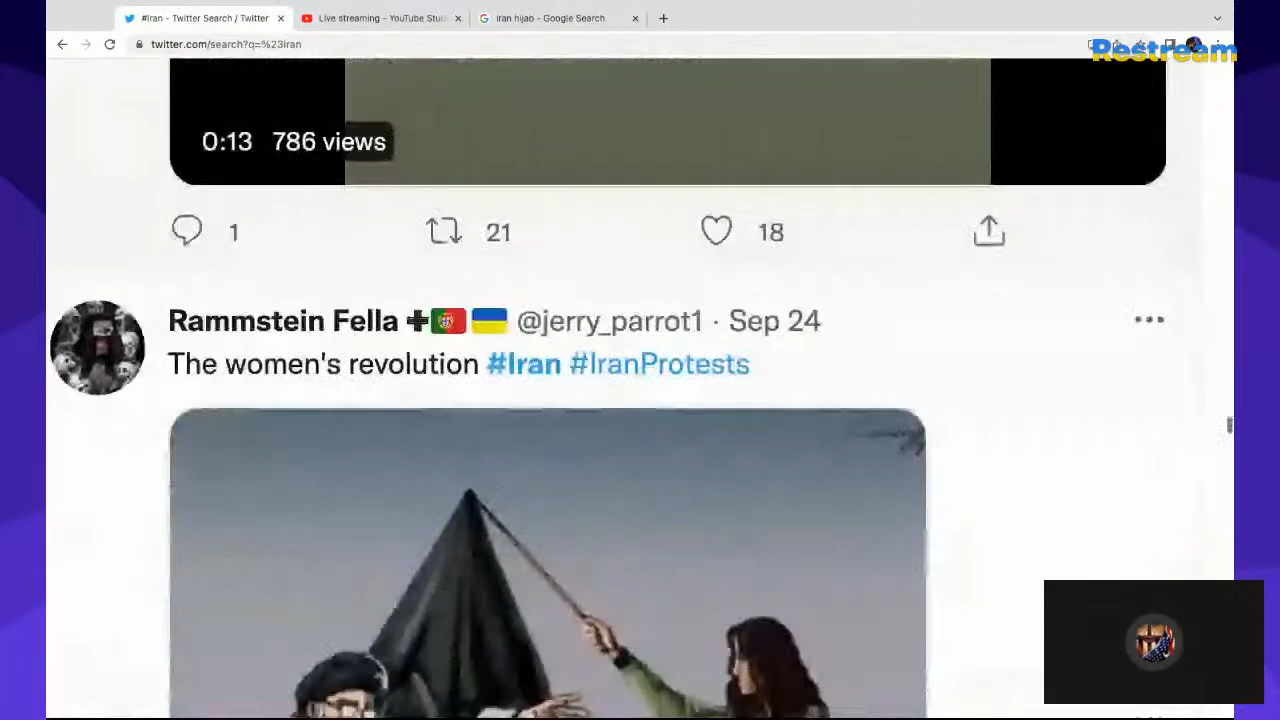 #Iran - Twitter Search / Twitter
Live streaming - YouTube Stud
iran hijab - Google Search
twitter.com/search?q=%23iran
Restream
0:13 786 views
1 21 18
Rammstein Fella @jerry_parrot1 · Sep 24
The women's revolution #Iran #IranProtests